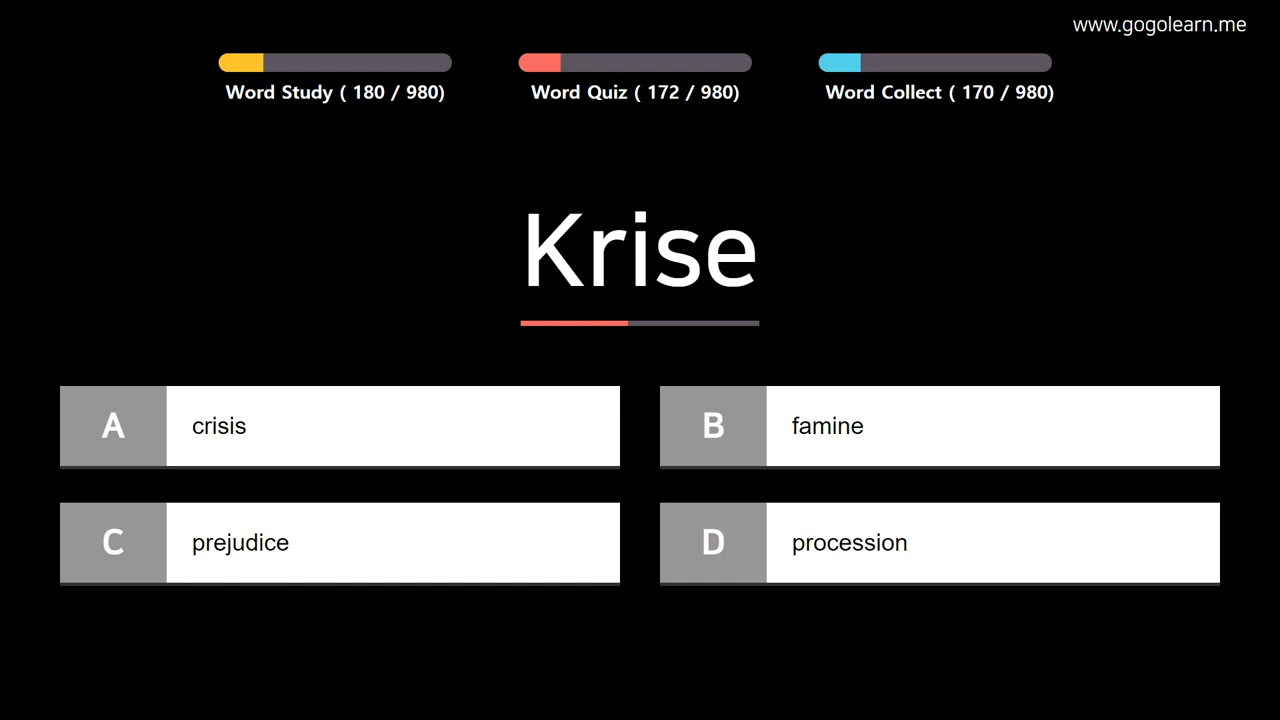 www.gogolearn.me
Word Study ( 180 / 980)
Word Quiz ( 172 / 980)
Word Collect ( 170 / 980)
Krise
A crisis
B famine
C prejudice
D procession